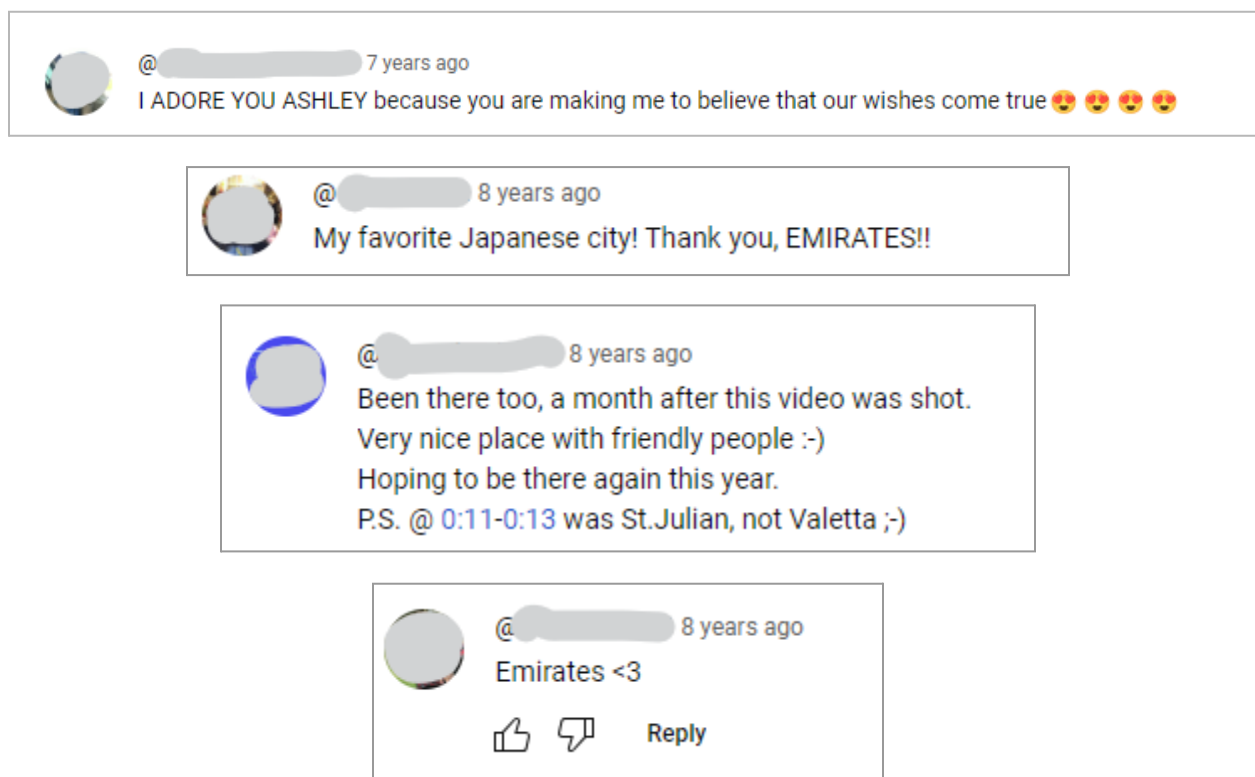 @ 7 years ago
I ADORE YOU ASHLEY because you are making me to believe that our wishes come true 😍 😍 😍 😍
@ 8 years ago
My favorite Japanese city! Thank you, EMIRATES!!
@ 8 years ago
Been there too, a month after this video was shot.
Very nice place with friendly people :-)
Hoping to be there again this year.
P.S. @ 0:11-0:13 was St.Julian, not Valetta ;-)
@ 8 years ago
Emirates <3
Reply